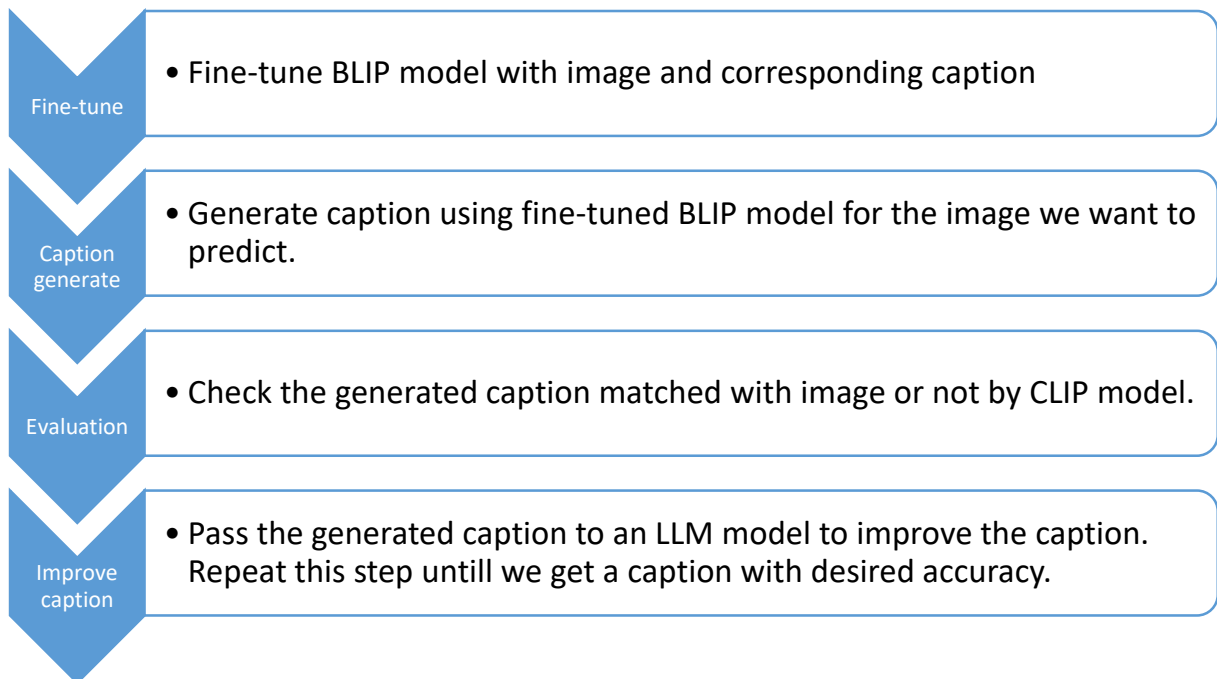 Fine-tune
• Fine-tune BLIP model with image and corresponding caption
Caption
generate
• Generate caption using fine-tuned BLIP model for the image we want to
predict.
Evaluation
• Check the generated caption matched with image or not by CLIP model.
Improve
caption
• Pass the generated caption to an LLM model to improve the caption.
Repeat this step untill we get a caption with desired accuracy.